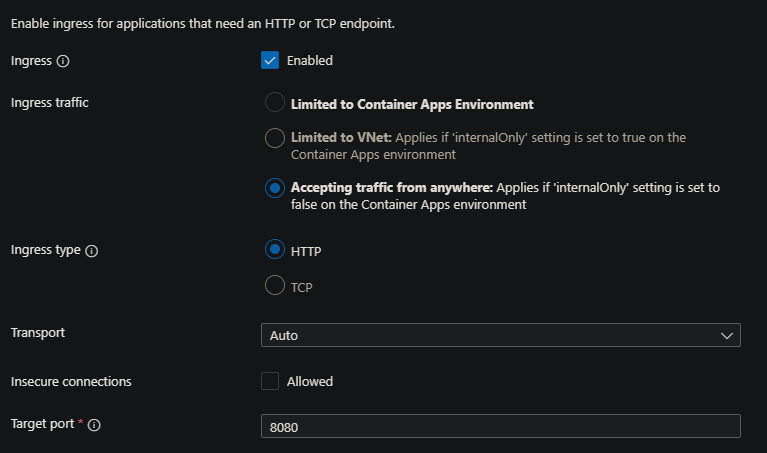 Enable ingress for applications that need an HTTP or TCP endpoint.
Ingress
Enabled
Ingress traffic
Limited to Container Apps Environment
Limited to VNet: Applies if 'internalOnly' setting is set to true on the
Container Apps environment
Accepting traffic from anywhere: Applies if 'internalOnly' setting is set to
false on the Container Apps environment
Ingress type
HTTP
TCP
Transport
Auto
Insecure connections
Allowed
Target port *
8080